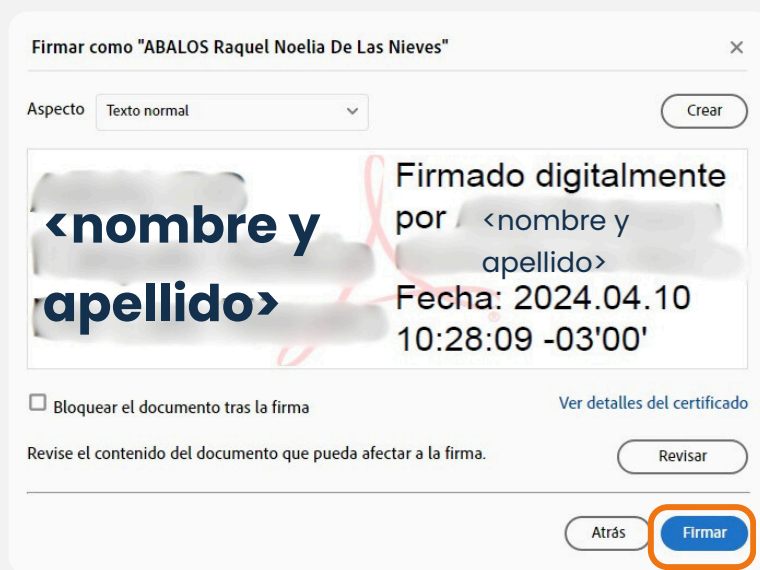 Firmar como "ABALOS Raquel Noelia De Las Nieves"
Aspecto Texto normal
Crear
<nombre y
apellido>
Firmado digitalmente
por <nombre y
apellido>
Fecha: 2024.04.10
10:28:09 -03'00'
Bloquear el documento tras la firma
Ver detalles del certificado
Revise el contenido del documento que pueda afectar a la firma.
Revisar
Atrás
Firmar